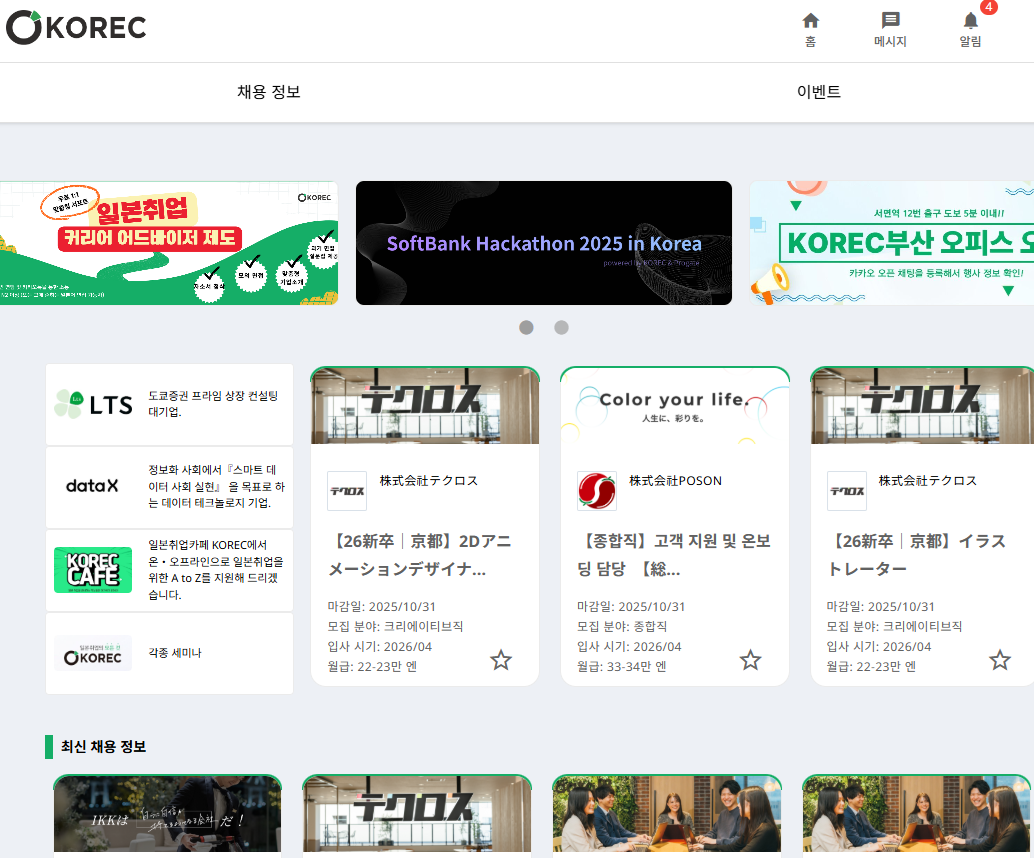 KOREC
홈
메시지
4
알림
채용 정보
이벤트
무료 1:1
KOREC
일본취업
커리어 어드바이저 제도
자소서 첨삭
모의 면접
맞춤형
기업소개
SoftBank Hackathon 2025 in Korea
powered by KOREC & Progate
서면역 12번 출구 도보 5분 이내!!
KOREC부산 오피스 오
카카오 오픈 채팅을 등록해서 행사 정보 확인!
LTS
도쿄증권 프라임 상장 컨설팅
대기업.
dataX
정보화 사회에서『스마트 데
이터 사회 실현』 을 목표로 하
는 데이터 테크놀로지 기업.
KOREC
CAFE
일본취업카페 KOREC에서
온・오프라인으로 일본취업을
위한 A to Z를 지원해 드리겠
습니다.
KOREC
각종 세미나
テクロス
テクロス
株式会社テクロス
【26新卒｜京都】2Dアニ
メーションデザイナ...
마감일: 2025/10/31
모집 분야: 크리에이티브직
입사 시기: 2026/04
월급: 22-23만 엔
Color your life.
人生に、彩りを。
株式会社POSON
【종합직】고객 지원 및 온보
딩 담당 【総...
마감일: 2025/10/31
모집 분야: 종합직
입사 시기: 2026/04
월급: 33-34만 엔
テクロス
テクロス
株式会社テクロス
【26新卒｜京都】イラス
トレーター
마감일: 2025/10/31
모집 분야: 크리에이티브직
입사 시기: 2026/04
월급: 22-23만 엔
최신 채용 정보
IKKは
だ！
テクロス